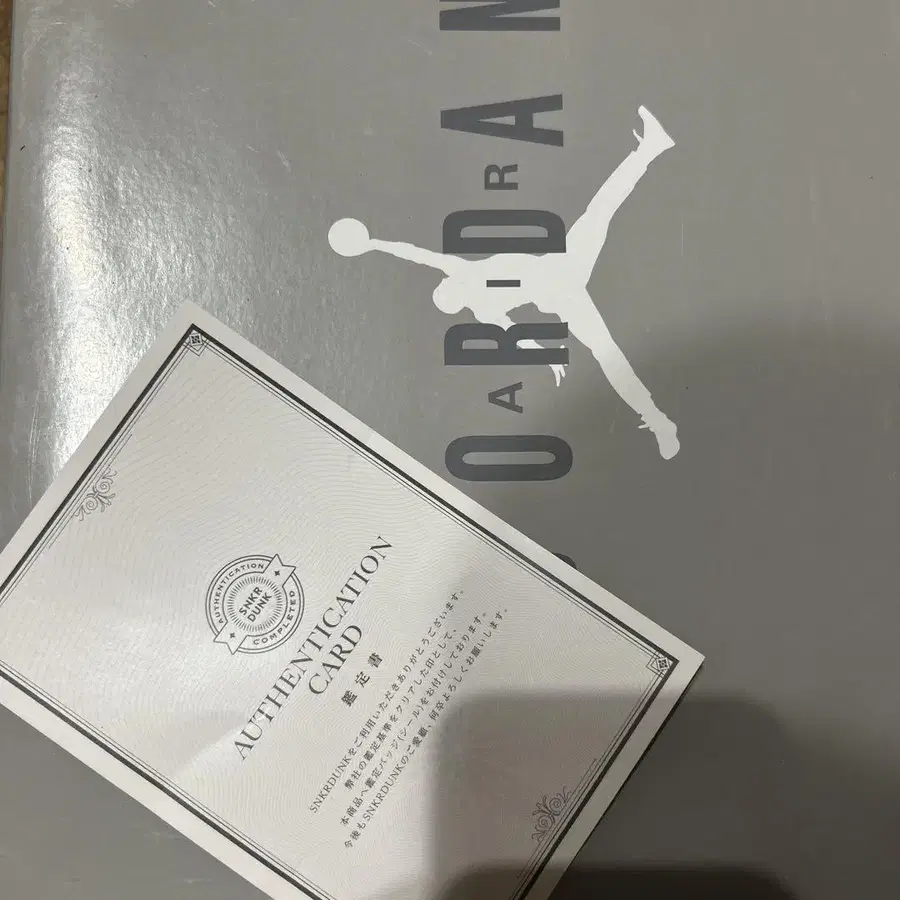 ORDAN
AIR
AUTHENTICATION
SNKR
DUNK
COMPLETED
AUTHENTICATION
CARD
鑑定書
SNKRDUNKをご利用いただきありがとうございます。
弊社の鑑定基準をクリアした印として、
本商品へ鑑定バッジ(シール)をお付けしております。
今後もSNKRDUNKのご愛顧、何卒よろしくお願いします。